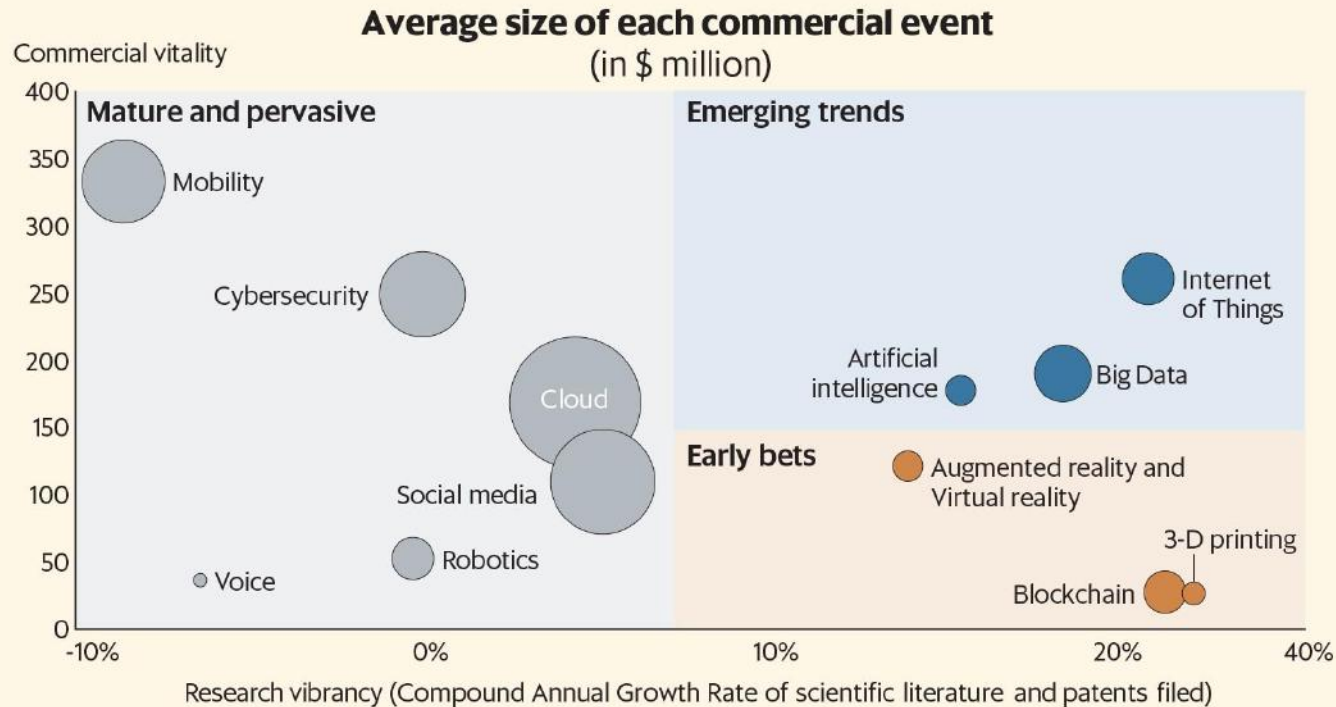 Average size of each commercial event
(in $ million)
Commercial vitality
400
350
300
250
200
150
100
50
0
Mature and pervasive
Mobility
Cybersecurity
Cloud
Social media
Robotics
Voice
Emerging trends
Internet
of Things
Artificial
intelligence
Big Data
Early bets
Augmented reality and
Virtual reality
3-D printing
Blockchain
-10%
0%
10%
20%
40%
Research vibrancy (Compound Annual Growth Rate of scientific literature and patents filed)